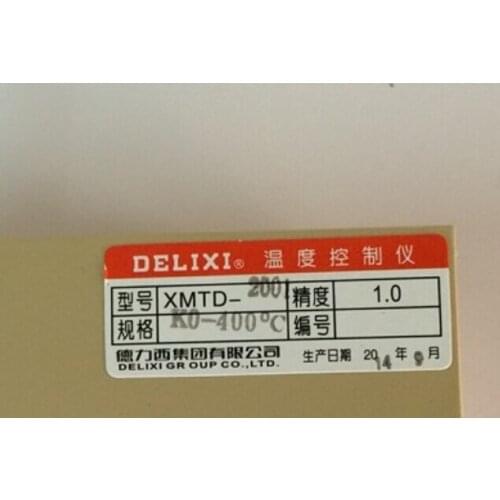 DELIXI® 温度控制仪
型号 XMTD-2001 精度 1.0
规格 K0-400℃ 编号
德力西集团有限公司
DELIXI GROUP CO.,LTD. 生产日期 2014年9月